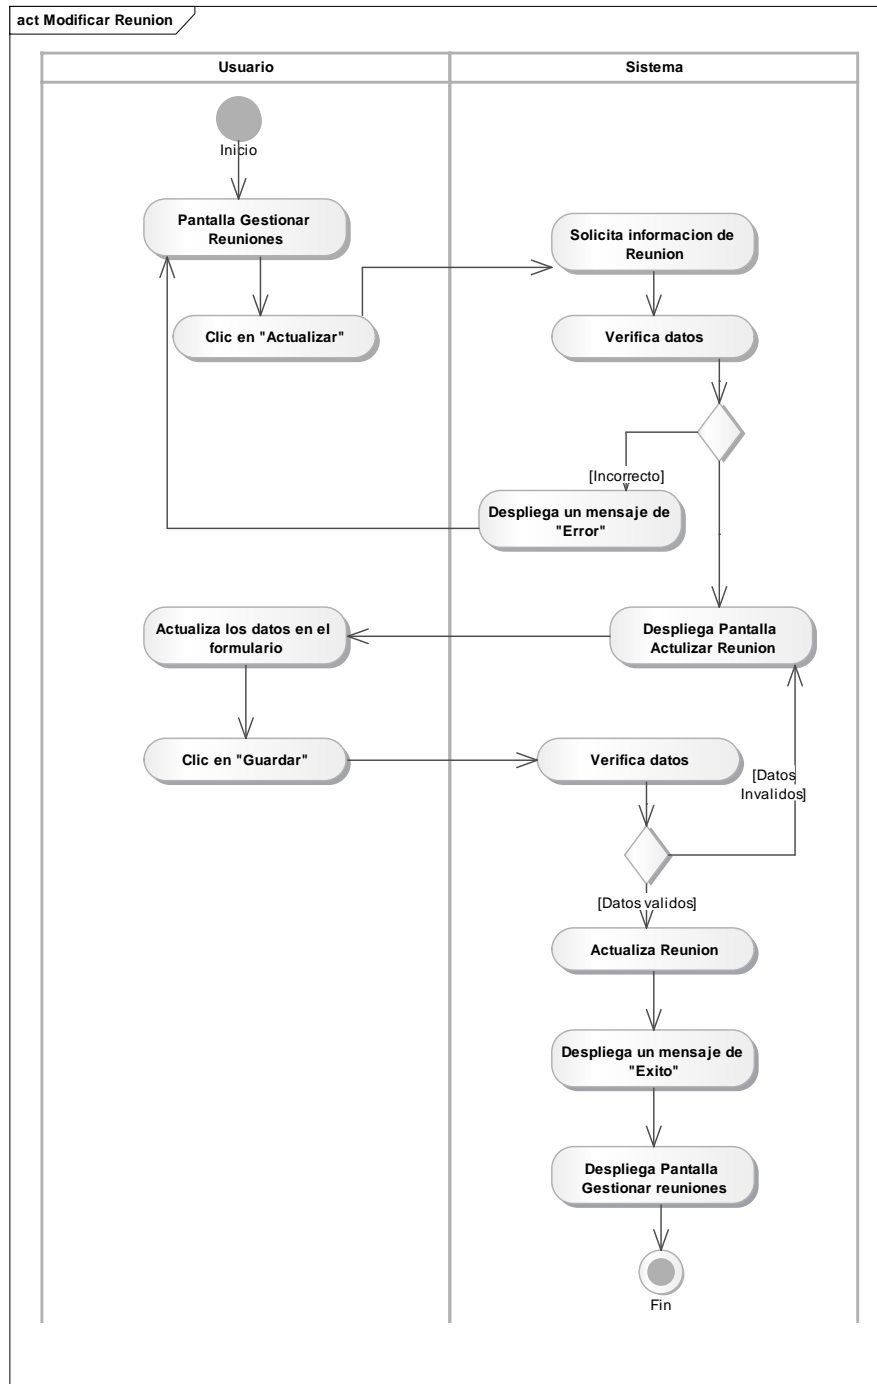 act Modificar Reunion
Usuario
Sistema
Inicio
Pantalla Gestionar
Reuniones
Solicita informacion de
Reunion
Clic en "Actualizar"
Verifica datos
[Incorrecto]
Despliega un mensaje de
"Error"
Actualiza los datos en el
formulario
Despliega Pantalla
Actulizar Reunion
Clic en "Guardar"
Verifica datos
[Datos
Invalidos]
[Datos validos]
Actualiza Reunion
Despliega un mensaje de
"Exito"
Despliega Pantalla
Gestionar reuniones
Fin